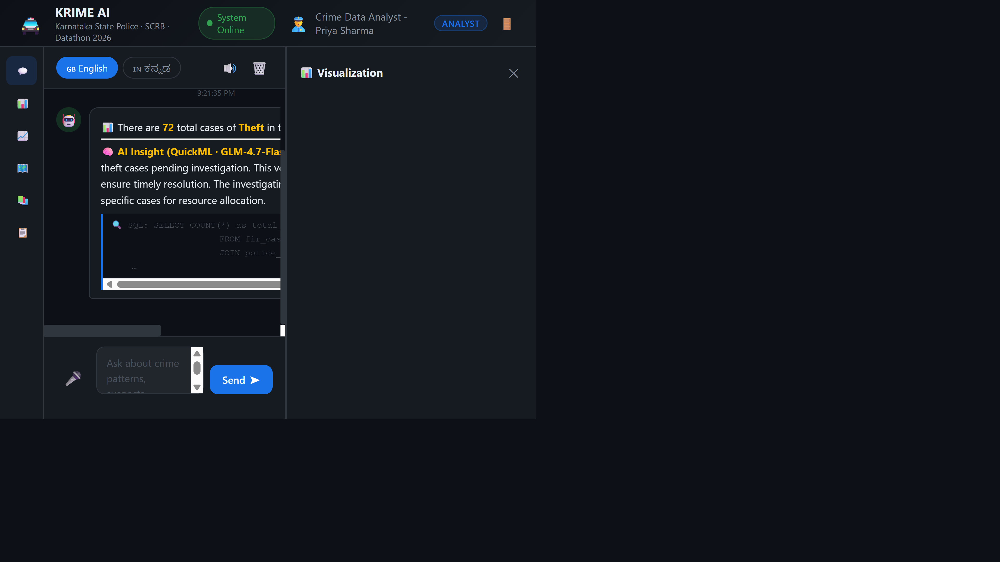 KRIME AI
Karnataka State Police · SCRB ·
Datathon 2026
System
Online
Crime Data Analyst -
Priya Sharma
ANALYST
GB English
IN ಕನ್ನಡ
Visualization
9:21:35 PM
There are 72 total cases of Theft in t
AI Insight (QuickML · GLM-4.7-Flas
theft cases pending investigation. This ve
ensure timely resolution. The investigatin
specific cases for resource allocation.
SQL: SELECT COUNT(*) as total_
FROM fir_cas
JOIN police_
...
Ask about crime
patterns,
suspects
Send